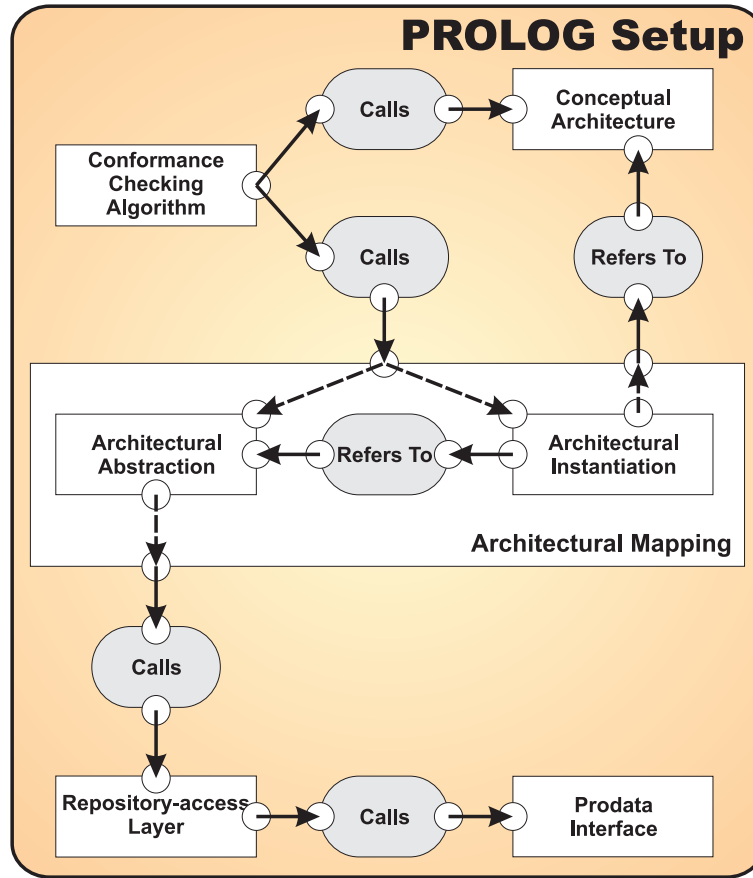 PROLOG Setup
Calls
Conceptual
Architecture
Conformance
Checking
Algorithm
Calls
Refers To
Architectural
Abstraction
Refers To
Architectural
Instantiation
Architectural Mapping
Calls
Repository-access
Layer
Calls
Prodata
Interface